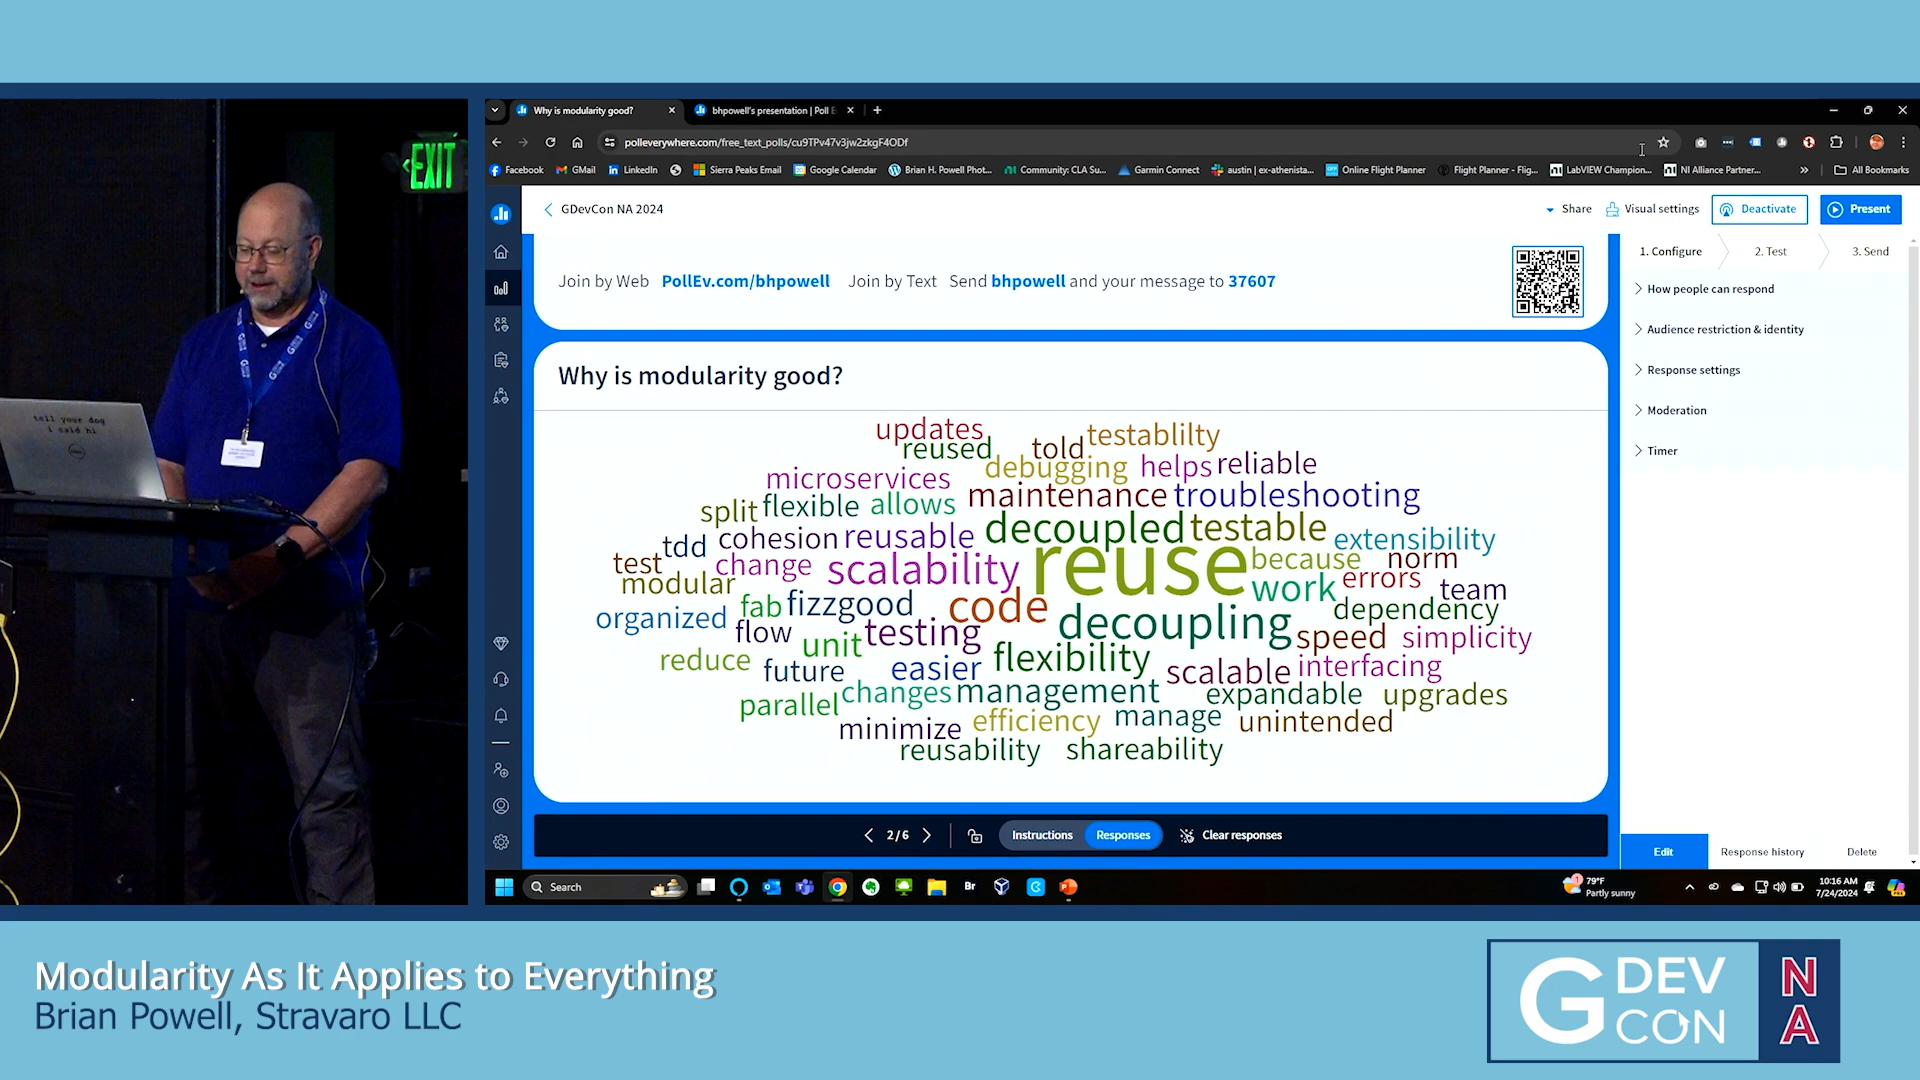 EXIT
tell your dog
i said hi
DELL
Why is modularity good?
bhpowell's presentation | Poll E
polleverywhere.com/free_text_polls/cu9TPv47v3jw2zkgF4ODf
Facebook GMail LinkedIn Sierra Peaks Email Google Calendar Brian H. Powell Phot... Community: CLA Su... Garmin Connect austin | ex-athenista... Online Flight Planner Flight Planner - Flig... LabVIEW Champion... NI Alliance Partner... All Bookmarks
GDevCon NA 2024
Share Visual settings Deactivate Present
Join by Web PollEv.com/bhpowell Join by Text Send bhpowell and your message to 37607
1. Configure 2. Test 3. Send
How people can respond
Audience restriction & identity
Response settings
Moderation
Timer
Why is modularity good?
updates
testablilty
reused
told
debugging
helps
reliable
microservices
maintenance
troubleshooting
split
flexible
allows
decoupled
testable
tdd
cohesion
reusable
extensibility
test
change
scalability
reuse
because
norm
modular
work
errors
team
organized
fab
fizzgood
code
dependency
flow
unit
testing
decoupling
speed
simplicity
reduce
future
easier
flexibility
scalable
interfacing
parallel
changes
management
expandable
upgrades
minimize
efficiency
manage
unintended
reusability
shareability
2/6 Instructions Responses Clear responses
Edit Response history Delete
Search
Br
79°F
Partly sunny
10:16 AM
7/24/2024
Modularity As It Applies to Everything
Brian Powell, Stravaro LLC
G DEV CON NA